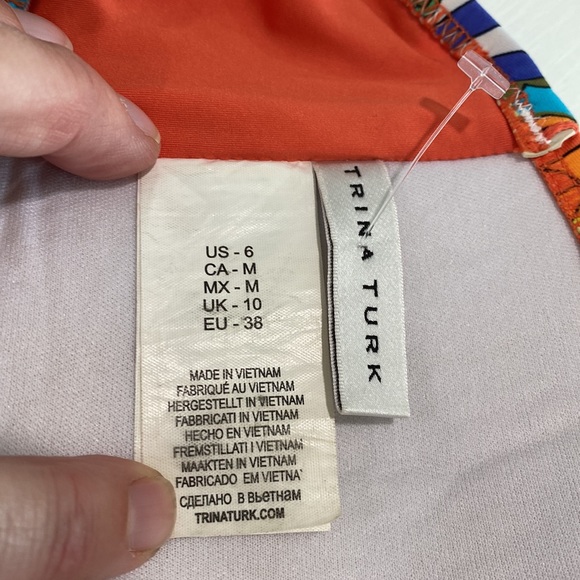 US - 6
CA - M
MX - M
UK - 10
EU - 38
MADE IN VIETNAM
FABRIQUÉ AU VIETNAM
HERGESTELLT IN VIETNAM
FABBRICATI IN VIETNAM
HECHO EN VIETNAM
FREMSTILLATI I VIETNAM
MAAKTEN IN VIETNAM
FABRICADO EM VIETNA
СДЕЛАНО В Вьетнам
TRINATURK.COM
TRINA TURK